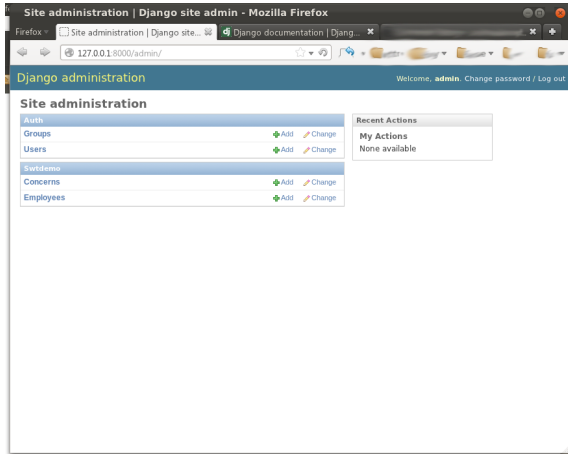 Site administration | Django site admin - Mozilla Firefox
Firefox
Site administration | Django site...
dj Django documentation | Djang...
127.0.0.1:8000/admin/
Django administration
Welcome, admin. Change password / Log out
Site administration
Auth
Groups Add Change
Users Add Change
Swtdemo
Concerns Add Change
Employees Add Change
Recent Actions
My Actions
None available